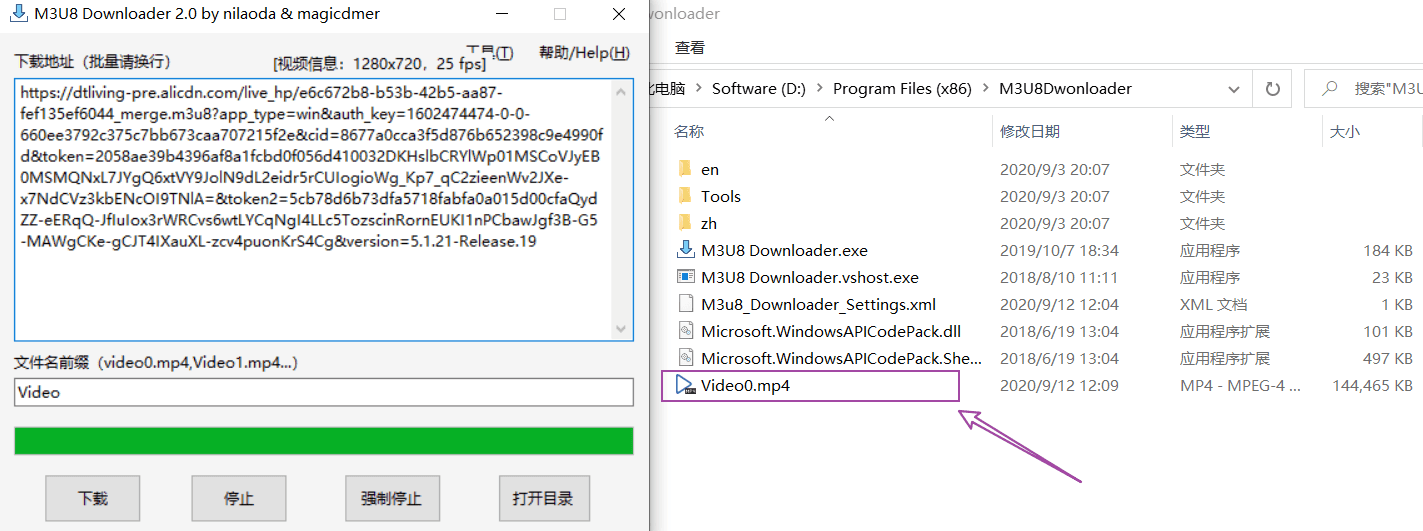 M3U8 Downloader 2.0 by nilaoda & magicdmer
下载地址（批量请换行）
[视频信息：1280x720，25 fps]
工具(T)
帮助/Help(H)
https://dtliving-pre.alicdn.com/live_hp/e6c672b8-b53b-42b5-aa87-
fef135ef6044_merge.m3u8?app_type=win&auth_key=1602474474-0-0-
660ee3792c375c7bb673caa707215f2e&cid=8677a0cca3f5d876b652398c9e4990f
d&token=2058ae39b4396af8a1fcbd0f056d410032DKHslbCRYlWp01MSCoVJyEB
0MSMQNxL7JYgQ6xtVY9JolN9dL2eidr5rCUIogioWg_Kp7_qC2zieenWv2JXe-
x7NdCVz3kbENcOI9TNlA=&token2=5cb78d6b73dfa5718fabfa0a015d00cfaQyd
ZZ-eERqQ-JfIuIox3rWRCvs6wtLYCqNgI4LLc5TozscinRornEUKI1nPCbawJgf3B-G5
-MAWgCKe-gCJT4IXauXL-zcv4puonKrS4Cg&version=5.1.21-Release.19
文件名前缀（video0.mp4,Video1.mp4...）
Video
下载
停止
强制停止
打开目录
wonloader
查看
此电脑 > Software (D:) > Program Files (x86) > M3U8Dwonloader
搜索"M3U
名称 修改日期 类型 大小
en 2020/9/3 20:07 文件夹
Tools 2020/9/3 20:07 文件夹
zh 2020/9/3 20:07 文件夹
M3U8 Downloader.exe 2019/10/7 18:34 应用程序 184 KB
M3U8 Downloader.vshost.exe 2018/8/10 11:11 应用程序 23 KB
M3u8_Downloader_Settings.xml 2020/9/12 12:04 XML 文档 1 KB
Microsoft.WindowsAPICodePack.dll 2018/6/19 13:04 应用程序扩展 101 KB
Microsoft.WindowsAPICodePack.She... 2018/6/19 13:04 应用程序扩展 497 KB
Video0.mp4 2020/9/12 12:09 MP4 - MPEG-4 ... 144,465 KB